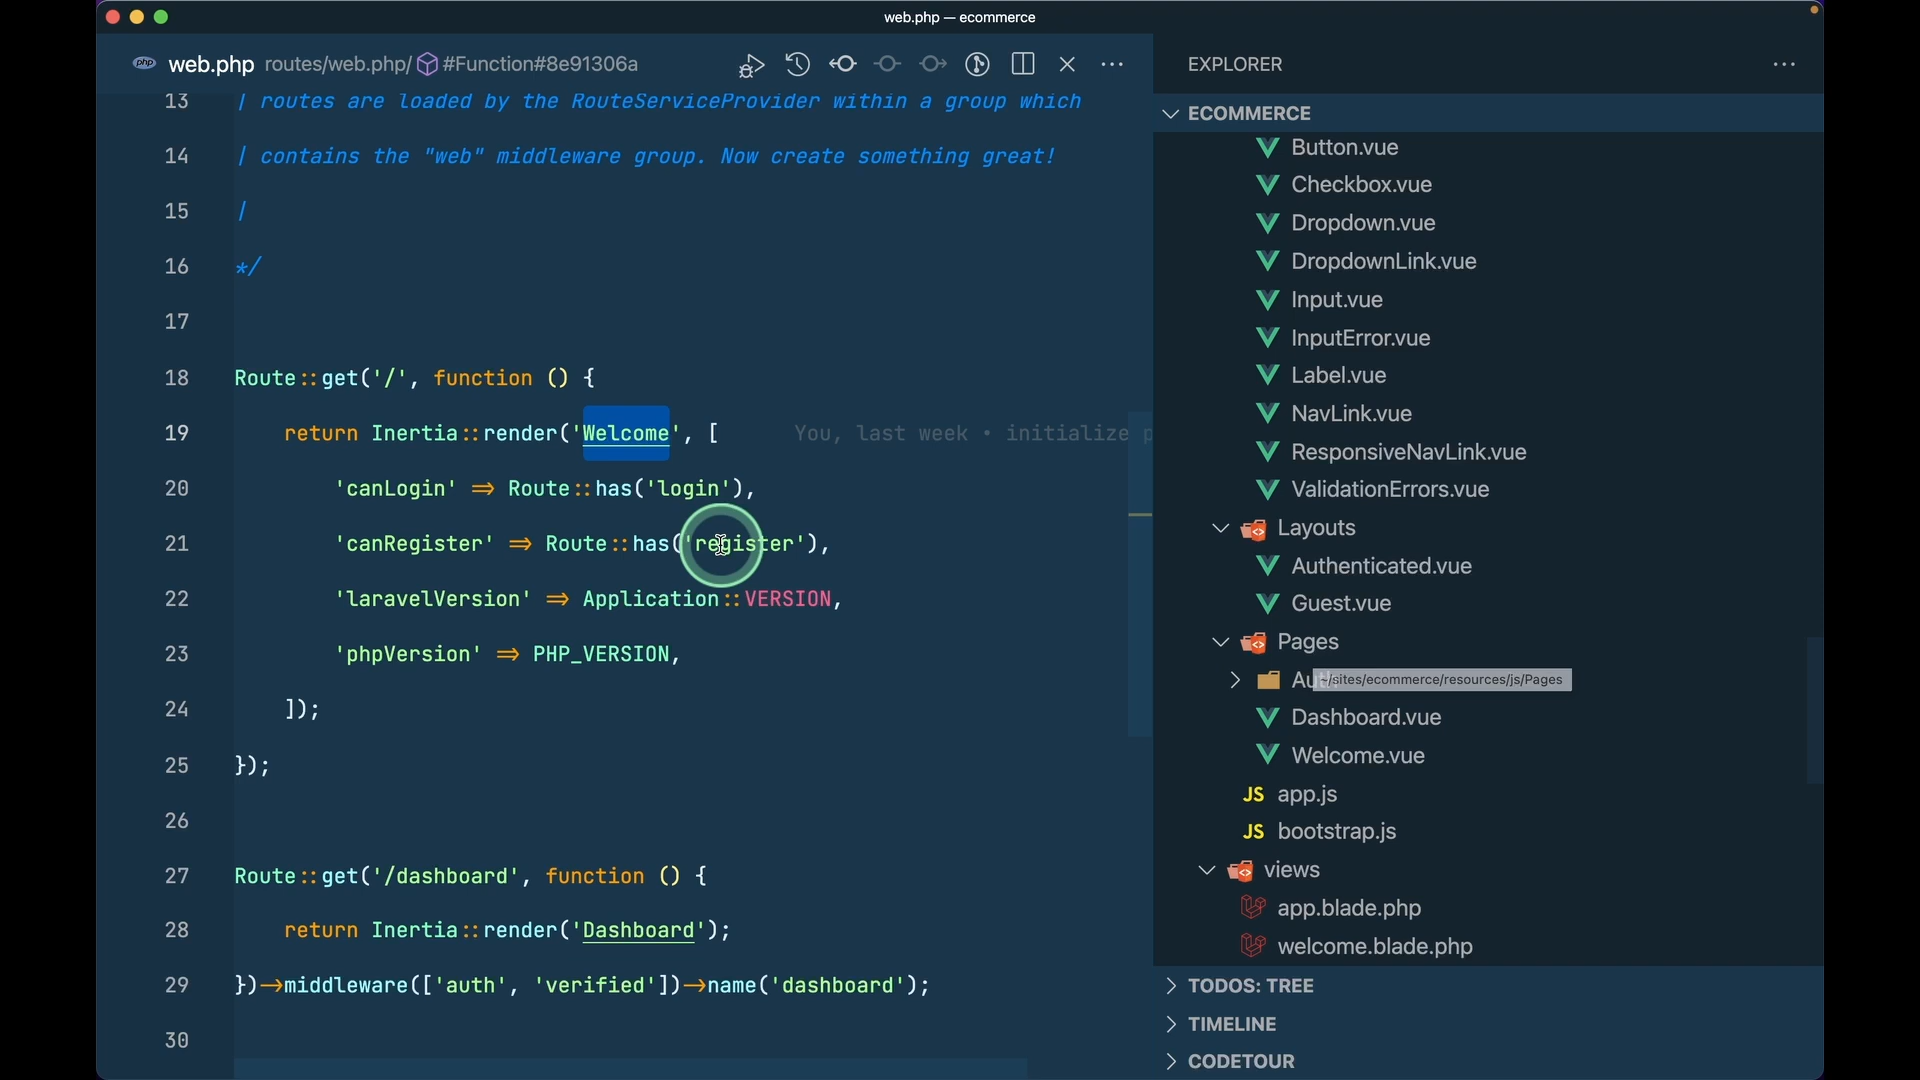 web.php — ecommerce
php web.php routes/web.php/ #Function#8e91306a
13 | routes are loaded by the RouteServiceProvider within a group which
14 | contains the "web" middleware group. Now create something great!
15 |
16 */
17
18 Route::get('/', function () {
19 return Inertia::render('Welcome', [ You, last week • initialize p
20 'canLogin' => Route::has('login'),
21 'canRegister' => Route::has('register'),
22 'laravelVersion' => Application::VERSION,
23 'phpVersion' => PHP_VERSION,
24 ]);
25 });
26
27 Route::get('/dashboard', function () {
28 return Inertia::render('Dashboard');
29 })->middleware(['auth', 'verified'])->name('dashboard');
30
EXPLORER
ECOMMERCE
Button.vue
Checkbox.vue
Dropdown.vue
DropdownLink.vue
Input.vue
InputError.vue
Label.vue
NavLink.vue
ResponsiveNavLink.vue
ValidationErrors.vue
Layouts
Authenticated.vue
Guest.vue
Pages
~/sites/ecommerce/resources/js/Pages
Dashboard.vue
Welcome.vue
JS app.js
JS bootstrap.js
views
app.blade.php
welcome.blade.php
TODOS: TREE
TIMELINE
CODETOUR